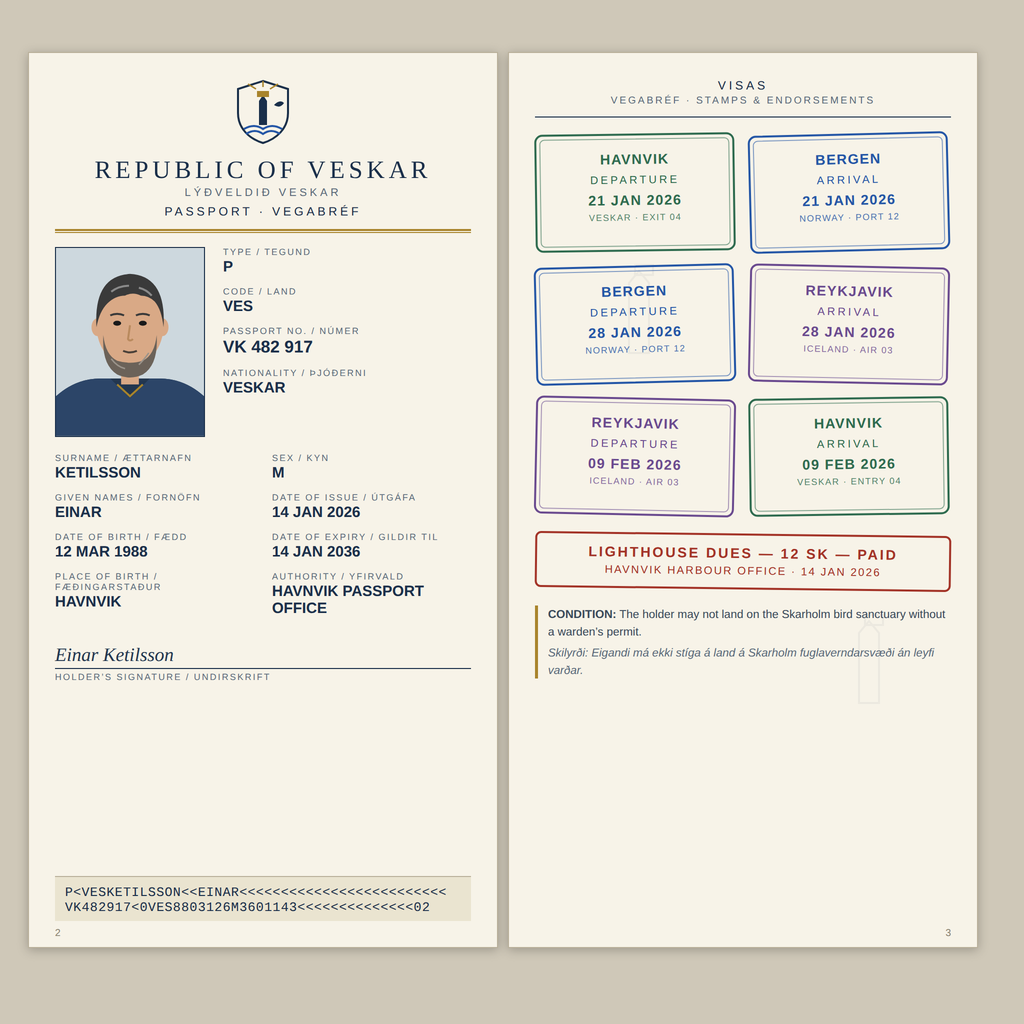 REPUBLIC OF VESKAR
LÝÐVELDIÐ VESKAR
PASSPORT · VEGABRÉF
TYPE / TEGUND
P
CODE / LAND
VES
PASSPORT NO. / NÚMER
VK 482 917
NATIONALITY / ÞJÓÐERNI
VESKAR
SURNAME / ÆTTARNAFN
KETILSSON
SEX / KYN
M
GIVEN NAMES / FORNÖFN
EINAR
DATE OF ISSUE / ÚTGÁFA
14 JAN 2026
DATE OF BIRTH / FÆDD
12 MAR 1988
DATE OF EXPIRY / GILDIR TIL
14 JAN 2036
PLACE OF BIRTH /
FÆÐINGARSTAÐUR
HAVNVIK
AUTHORITY / YFIRVALD
HAVNVIK PASSPORT
OFFICE
Einar Ketilsson
HOLDER'S SIGNATURE / UNDIRSKRIFT
P<VESKETILSSON<<EINAR<<<<<<<<<<<<<<<<<<<<<<<<<
VK482917<0VES8803126M3601143<<<<<<<<<<<<<<02
2
VISAS
VEGABRÉF · STAMPS & ENDORSEMENTS
HAVNVIK
DEPARTURE
21 JAN 2026
VESKAR · EXIT 04
BERGEN
ARRIVAL
21 JAN 2026
NORWAY · PORT 12
BERGEN
DEPARTURE
28 JAN 2026
NORWAY · PORT 12
REYKJAVIK
ARRIVAL
28 JAN 2026
ICELAND · AIR 03
REYKJAVIK
DEPARTURE
09 FEB 2026
ICELAND · AIR 03
HAVNVIK
ARRIVAL
09 FEB 2026
VESKAR · ENTRY 04
LIGHTHOUSE DUES — 12 SK — PAID
HAVNVIK HARBOUR OFFICE · 14 JAN 2026
CONDITION: The holder may not land on the Skarholm bird sanctuary without
a warden's permit.
Skilyrði: Eigandi má ekki stíga á land á Skarholm fuglaverndarsvæði án leyfi
varðar.
3